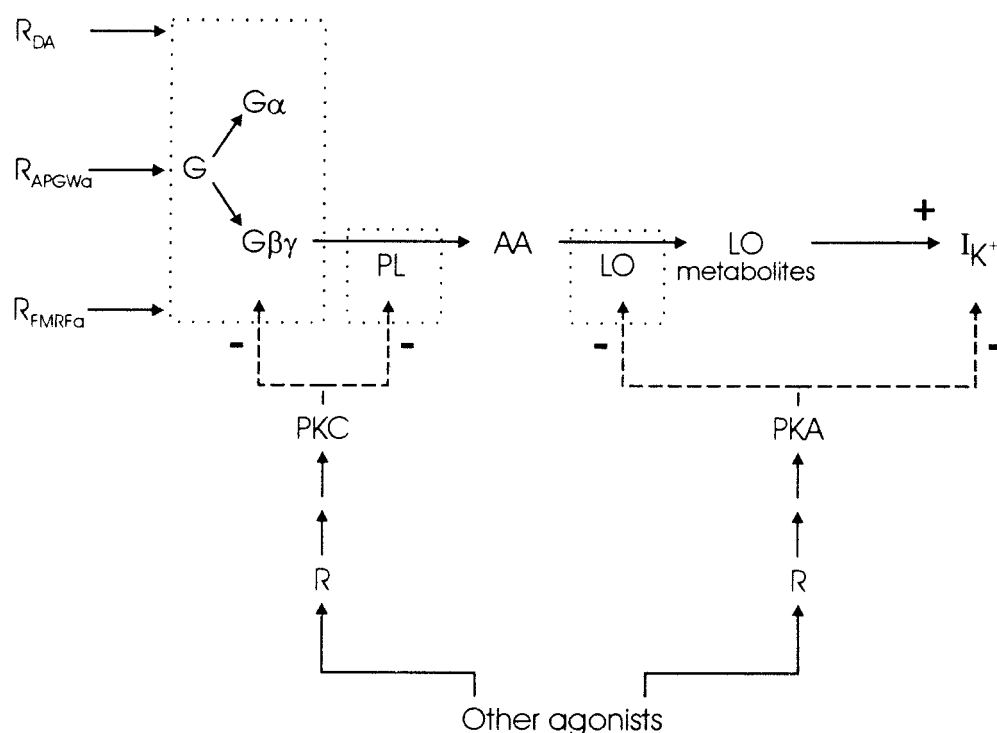 R_DA
Gα
R_APGWa
G
Gβγ
AA
LO
metabolites
+
I_K+
PL
LO
R_FMRFa
-
-
-
-
PKC
PKA
R
R
Other agonists